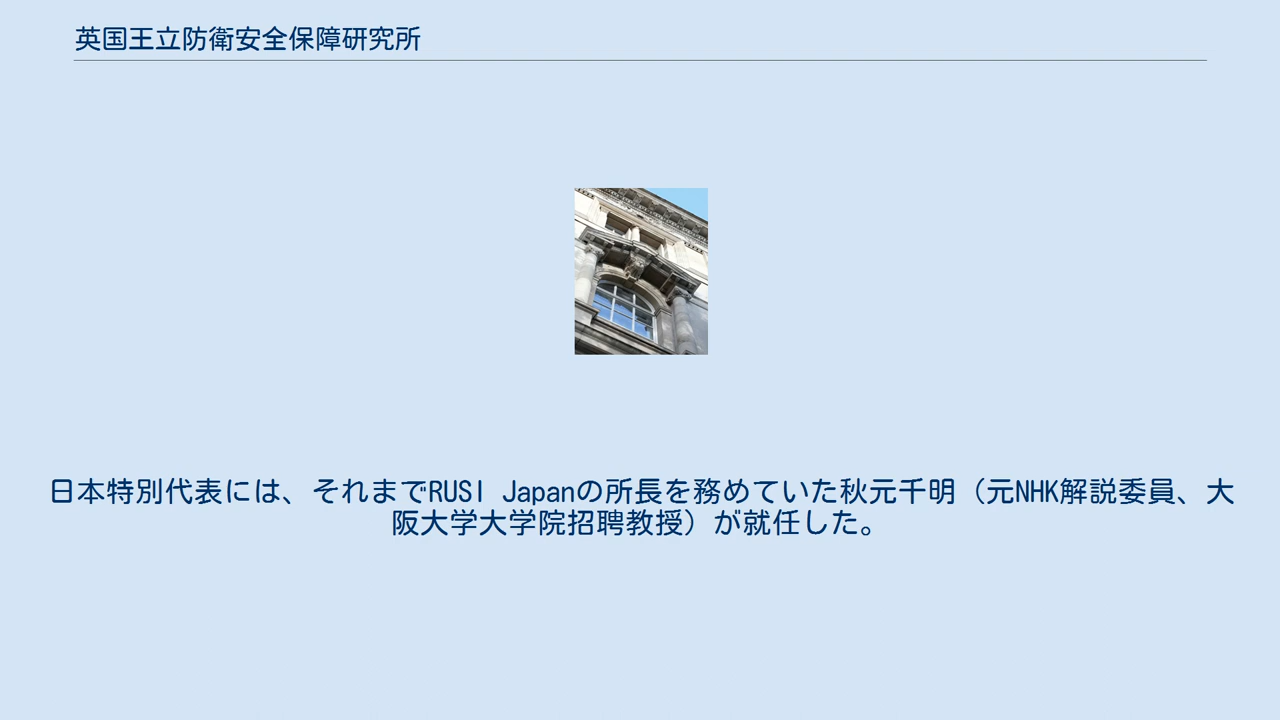 英国王立防衛安全保障研究所
日本特別代表には、それまでRUSI Japanの所長を務めていた秋元千明（元NHK解説委員、大
阪大学大学院招聘教授）が就任した。